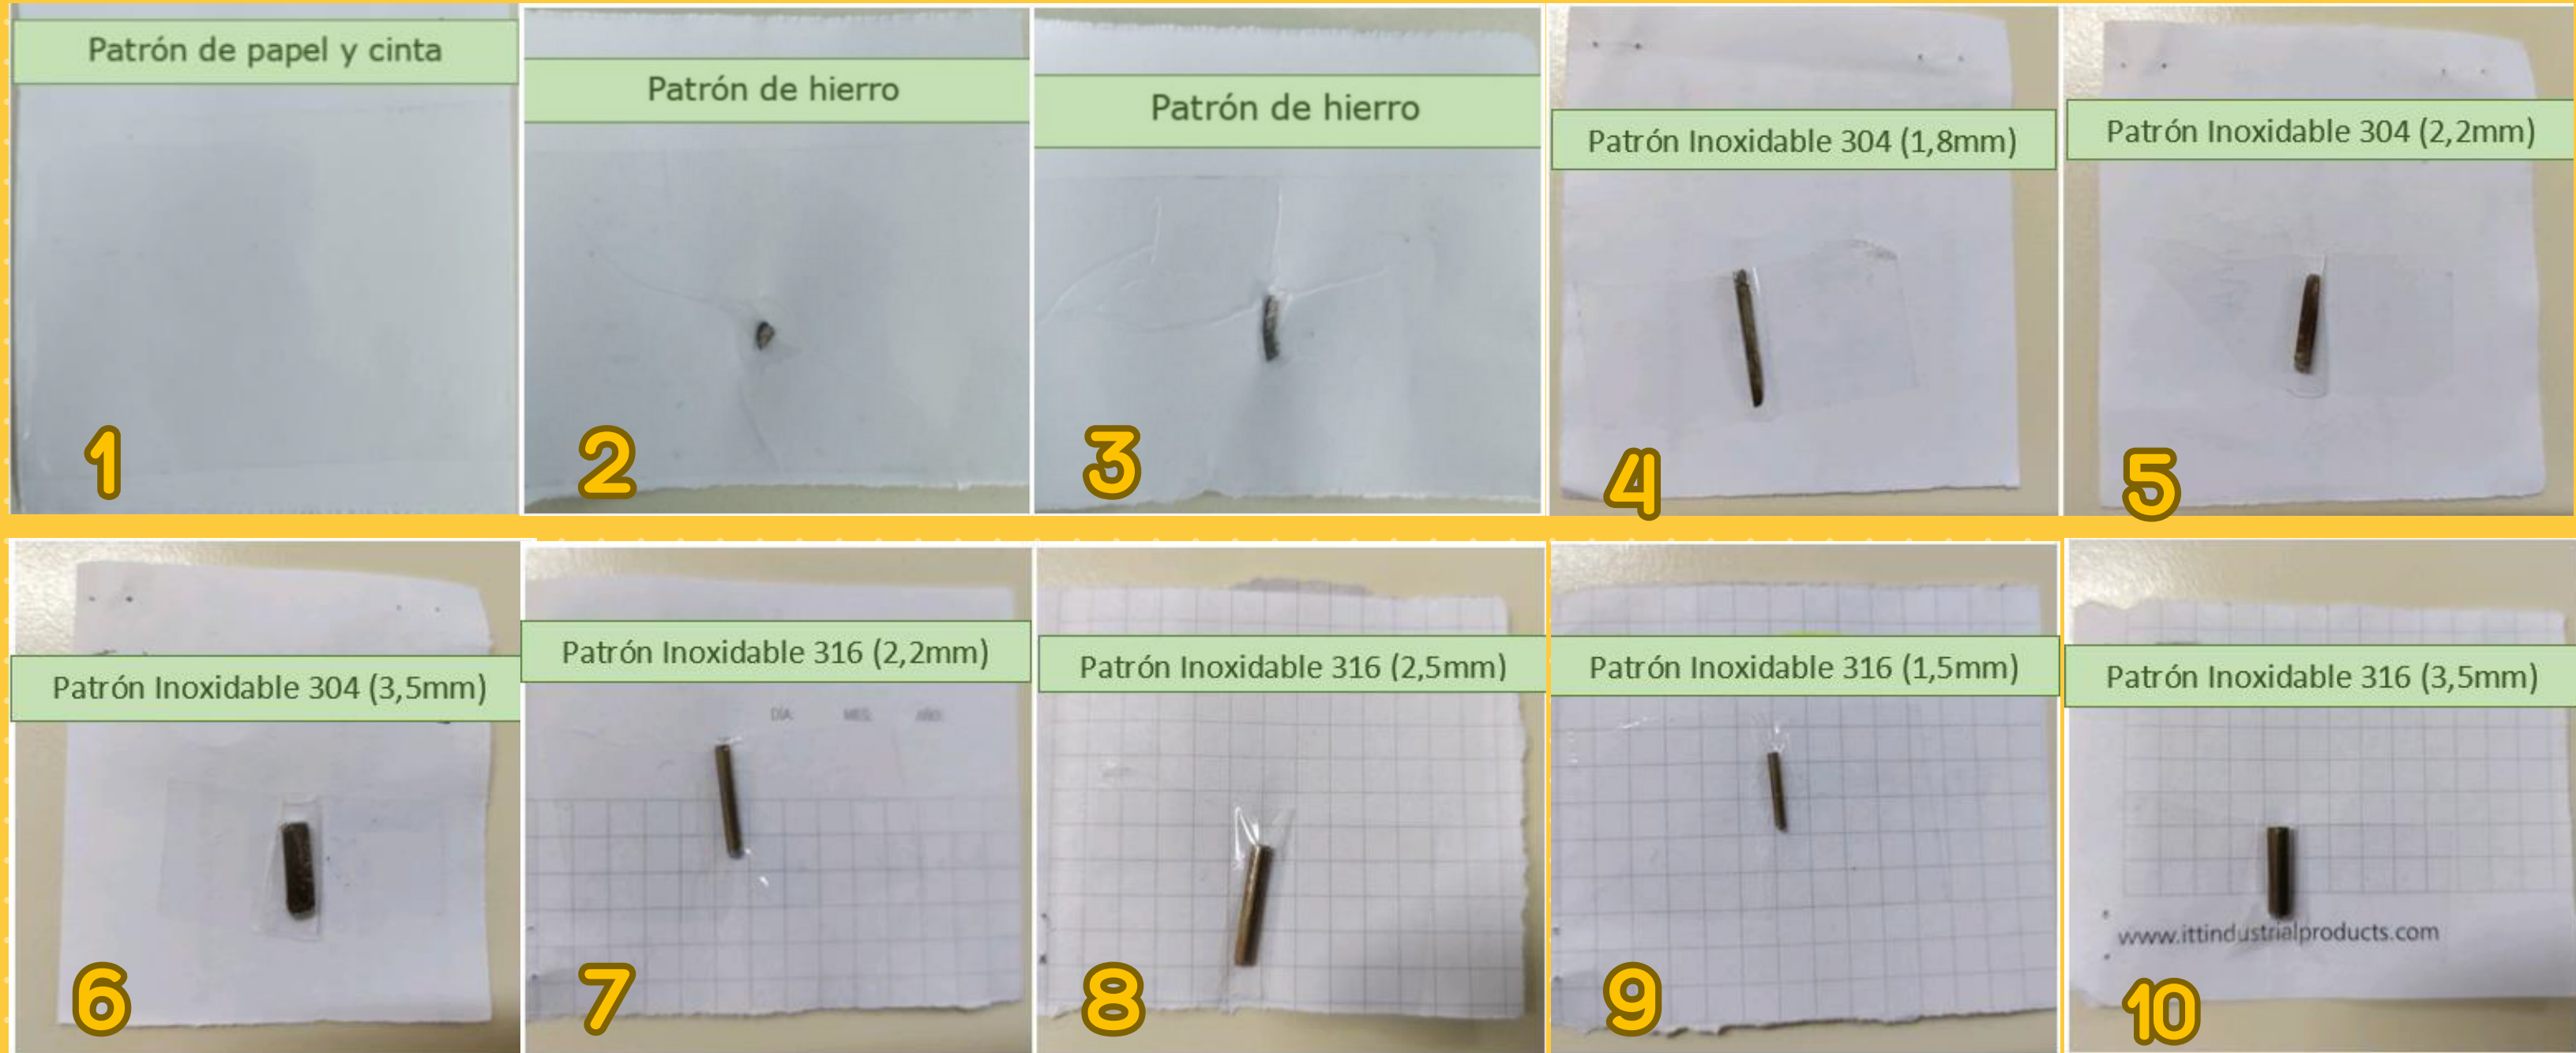 Patrón de papel y cinta
1
Patrón de hierro
2
Patrón de hierro
3
Patrón Inoxidable 304 (1,8mm)
4
Patrón Inoxidable 304 (2,2mm)
5
Patrón Inoxidable 304 (3,5mm)
6
Patrón Inoxidable 316 (2,2mm)
DÍA: MES: AÑO:
7
Patrón Inoxidable 316 (2,5mm)
8
Patrón Inoxidable 316 (1,5mm)
9
Patrón Inoxidable 316 (3,5mm)
www.ittindustrialproducts.com
10